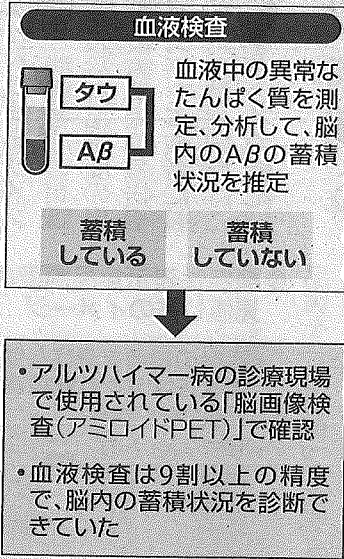 血液検査
タウ
Aβ
血液中の異常な
たんぱく質を測
定、分析して、脳
内のAβの蓄積
状況を推定
蓄積
している
蓄積
していない
•アルツハイマー病の診療現場
で使用されている「脳画像検
査(アミロイドPET)」で確認
•血液検査は9割以上の精度
で、脳内の蓄積状況を診断で
きていた